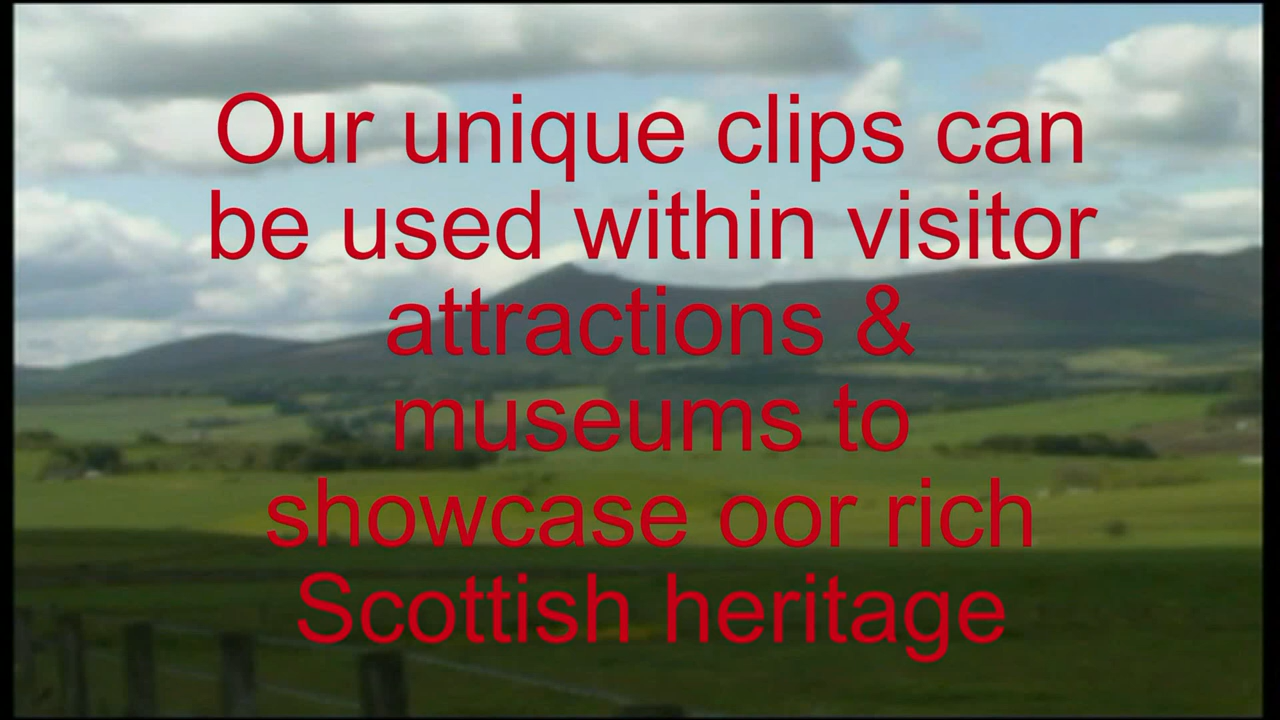 Our unique clips can
be used within visitor
attractions &
museums to
showcase oor rich
Scottish heritage